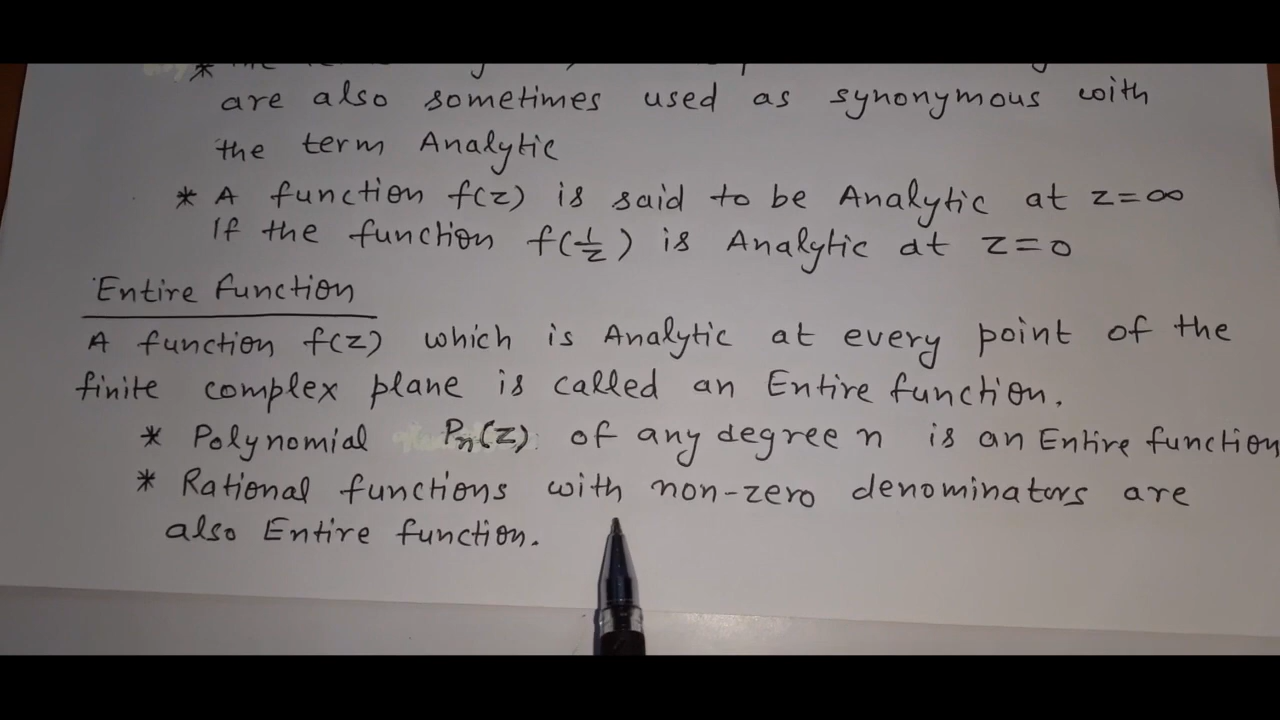 are also sometimes used as synonymous with
the term Analytic
* A function f(z) is said to be Analytic at z=∞
If the function f(1/z) is Analytic at z=0
Entire function
A function f(z) which is Analytic at every point of the
finite complex plane is called an Entire function.
* Polynomial Pn(z) of any degree n is an Entire function
* Rational functions with non-zero denominators are
also Entire function.